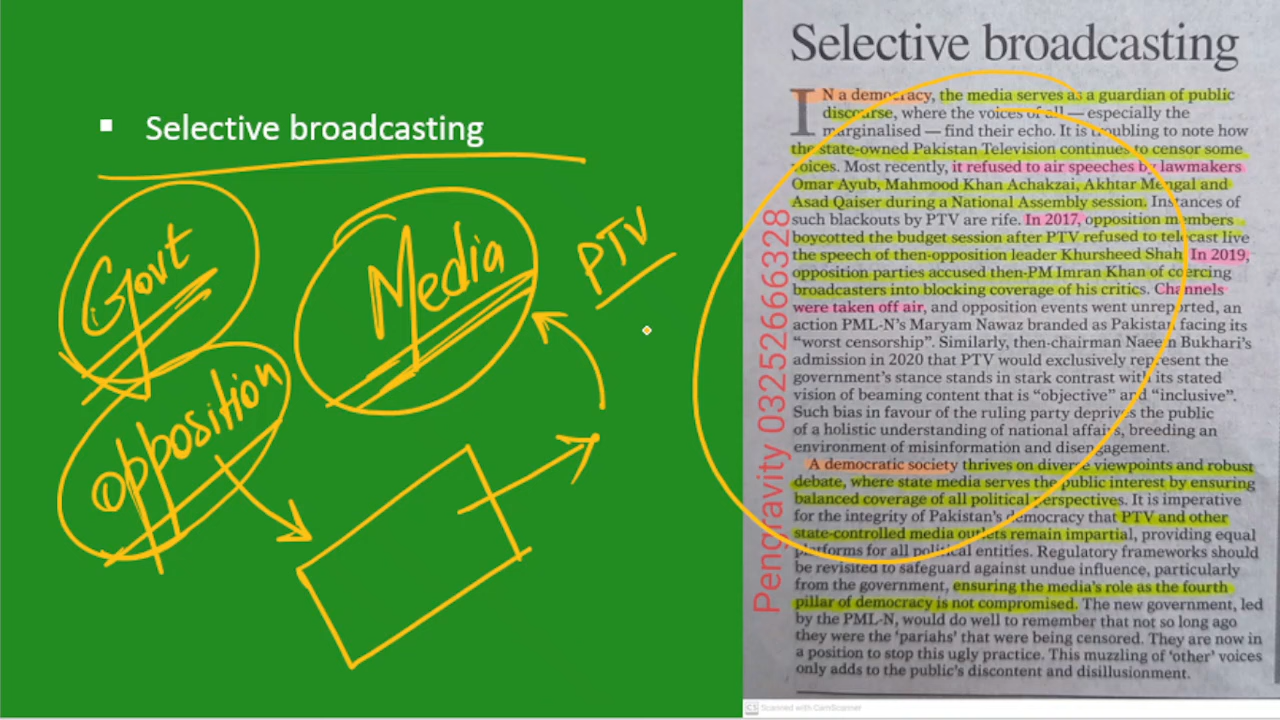 Selective broadcasting
Govt
Media
PTV
Opposition
Selective broadcasting
IN a democracy, the media serves as a guardian of public
discourse, where the voices of all — especially the
marginalised — find their echo. It is troubling to note how
the state-owned Pakistan Television continues to censor some
voices. Most recently, it refused to air speeches by lawmakers
Omar Ayub, Mahmood Khan Achakzai, Akhtar Mengal and
Asad Qaiser during a National Assembly session. Instances of
such blackouts by PTV are rife. In 2017, opposition members
boycotted the budget session after PTV refused to telecast live
the speech of then-opposition leader Khursheed Shah. In 2019,
opposition parties accused then-PM Imran Khan of coercing
broadcasters into blocking coverage of his critics. Channels
were taken off air, and opposition events went unreported, an
action PML-N's Maryam Nawaz branded as Pakistan facing its
“worst censorship”. Similarly, then-chairman Naeem Bukhari's
admission in 2020 that PTV would exclusively represent the
government's stance stands in stark contrast with its stated
vision of beaming content that is “objective” and “inclusive”.
Such bias in favour of the ruling party deprives the public
of a holistic understanding of national affairs, breeding an
environment of misinformation and disengagement.
A democratic society thrives on diverse viewpoints and robust
debate, where state media serves the public interest by ensuring
balanced coverage of all political perspectives. It is imperative
for the integrity of Pakistan's democracy that PTV and other
state-controlled media outlets remain impartial, providing equal
platforms for all political entities. Regulatory frameworks should
be revisited to safeguard against undue influence, particularly
from the government, ensuring the media's role as the fourth
pillar of democracy is not compromised. The new government, led
by the PML-N, would do well to remember that not so long ago
they were the ‘pariahs’ that were being censored. They are now in
a position to stop this ugly practice. This muzzling of ‘other’ voices
only adds to the public's discontent and disillusionment.
Pengravity 03252666328
CS Scanned with CamScanner